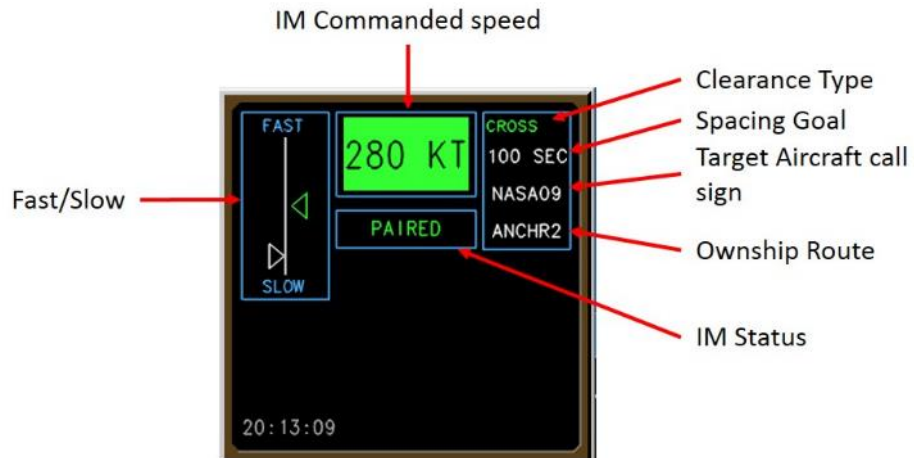 IM Commanded speed
Clearance Type
Spacing Goal
Target Aircraft call
sign
Ownship Route
IM Status
Fast/Slow
FAST
SLOW
280 KT
PAIRED
CROSS
100 SEC
NASA09
ANCHR2
20:13:09